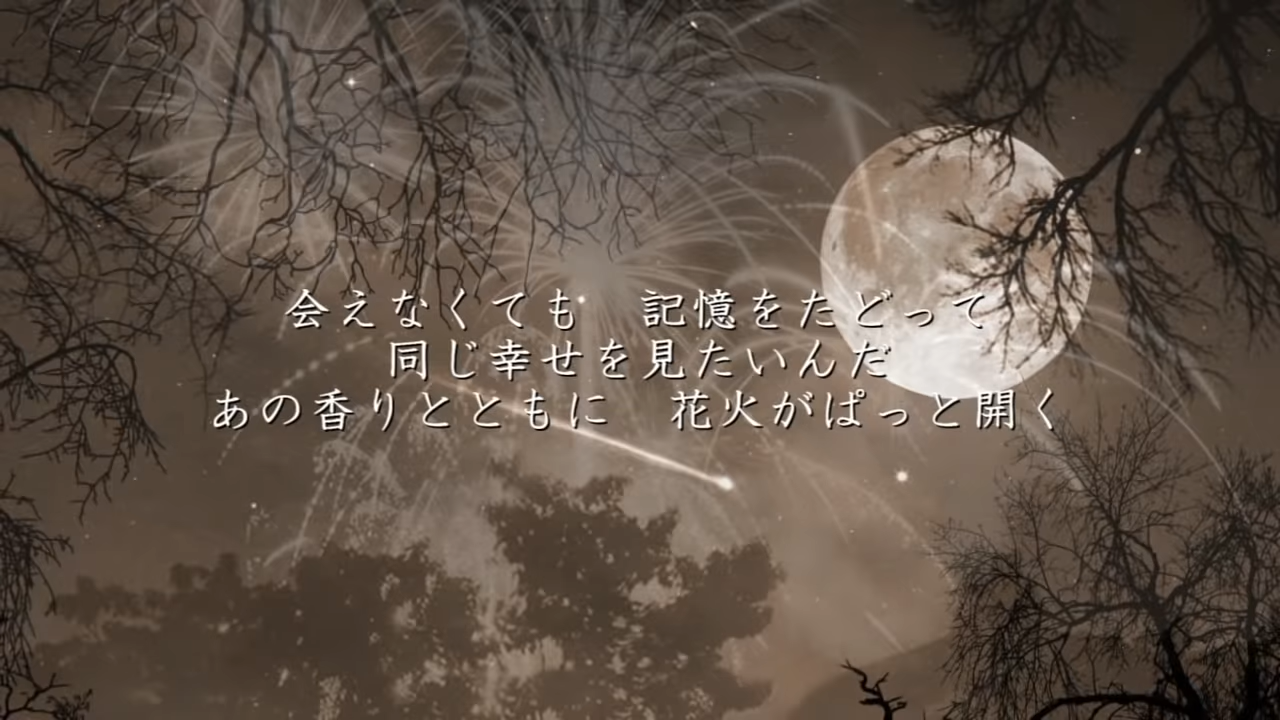 会えなくても　記憶をたどって
同じ幸せを見たいんだ
あの香りとともに　花火がぱっと開く